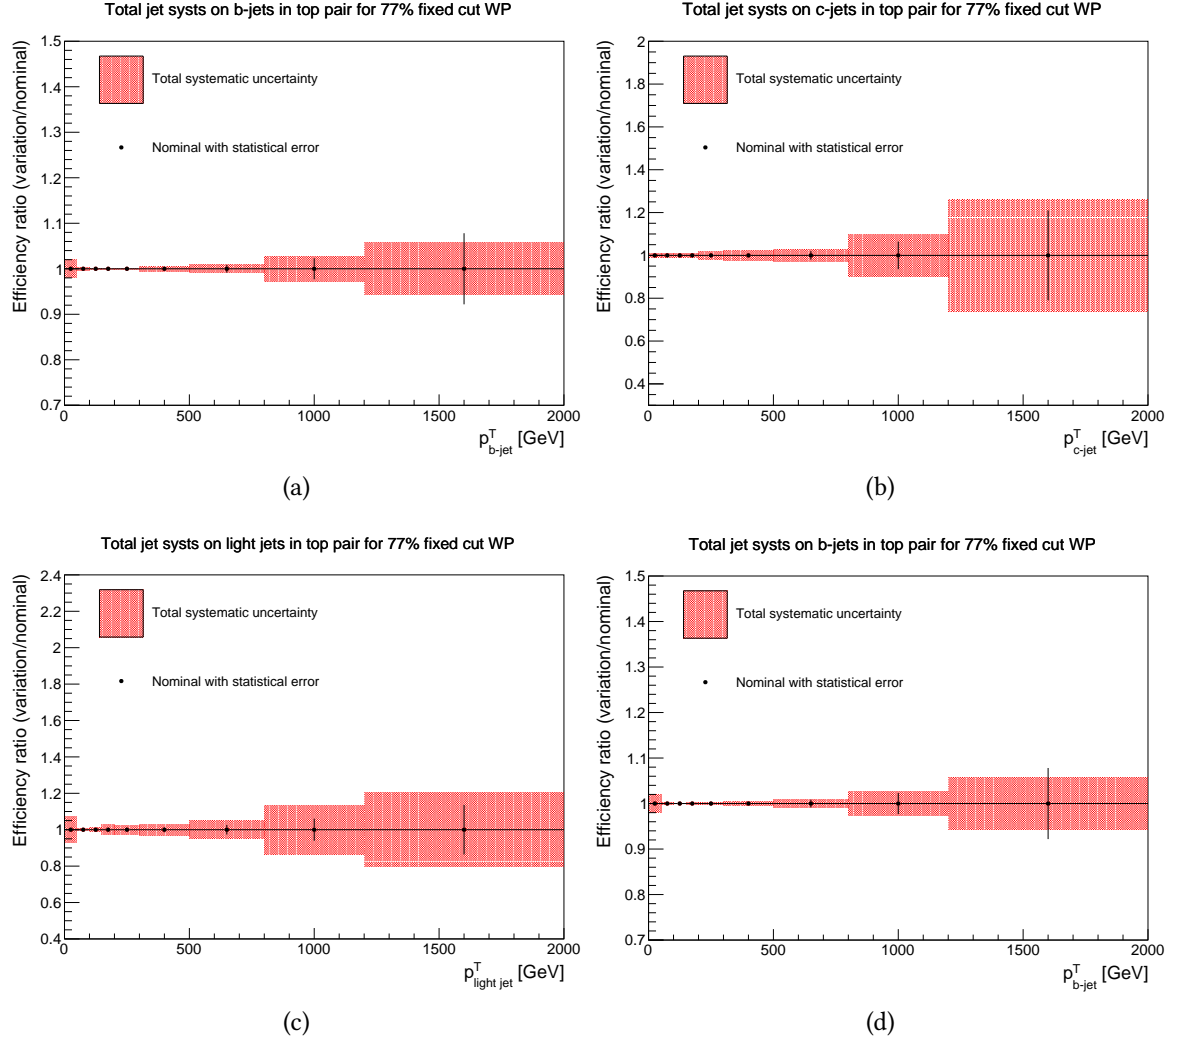 Total jet systs on b-jets in top pair for 77% fixed cut WP
Efficiency ratio (variation/nominal)
1.5
1.4
1.3
1.2
1.1
1
0.9
0.8
0.7
Total systematic uncertainty
Nominal with statistical error
0 500 1000 1500 2000
p^T_b-jet [GeV]
(a)
Total jet systs on c-jets in top pair for 77% fixed cut WP
Efficiency ratio (variation/nominal)
2
1.8
1.6
1.4
1.2
1
0.8
0.6
0.4
Total systematic uncertainty
Nominal with statistical error
0 500 1000 1500 2000
p^T_c-jet [GeV]
(b)
Total jet systs on light jets in top pair for 77% fixed cut WP
Efficiency ratio (variation/nominal)
2.4
2.2
2
1.8
1.6
1.4
1.2
1
0.8
0.6
0.4
Total systematic uncertainty
Nominal with statistical error
0 500 1000 1500 2000
p^T_light jet [GeV]
(c)
Total jet systs on b-jets in top pair for 77% fixed cut WP
Efficiency ratio (variation/nominal)
1.5
1.4
1.3
1.2
1.1
1
0.9
0.8
0.7
Total systematic uncertainty
Nominal with statistical error
0 500 1000 1500 2000
p^T_b-jet [GeV]
(d)